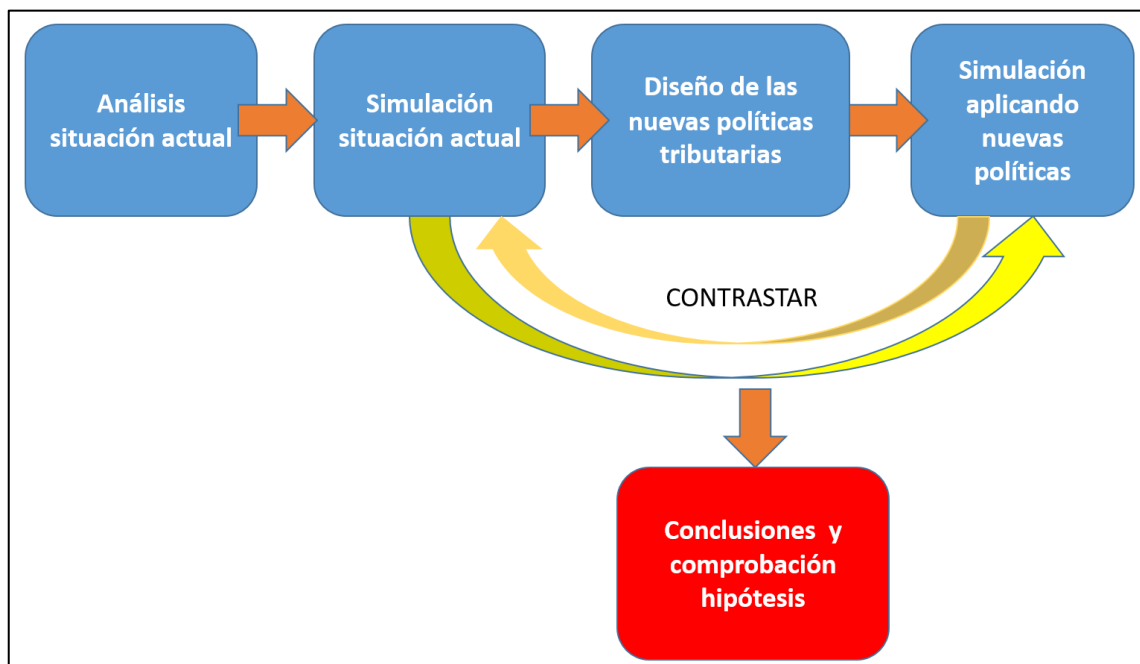 Análisis
situación actual
Simulación
situación actual
Diseño de las
nuevas políticas
tributarias
Simulación
aplicando
nuevas
políticas
CONTRASTAR
Conclusiones y
comprobación
hipótesis